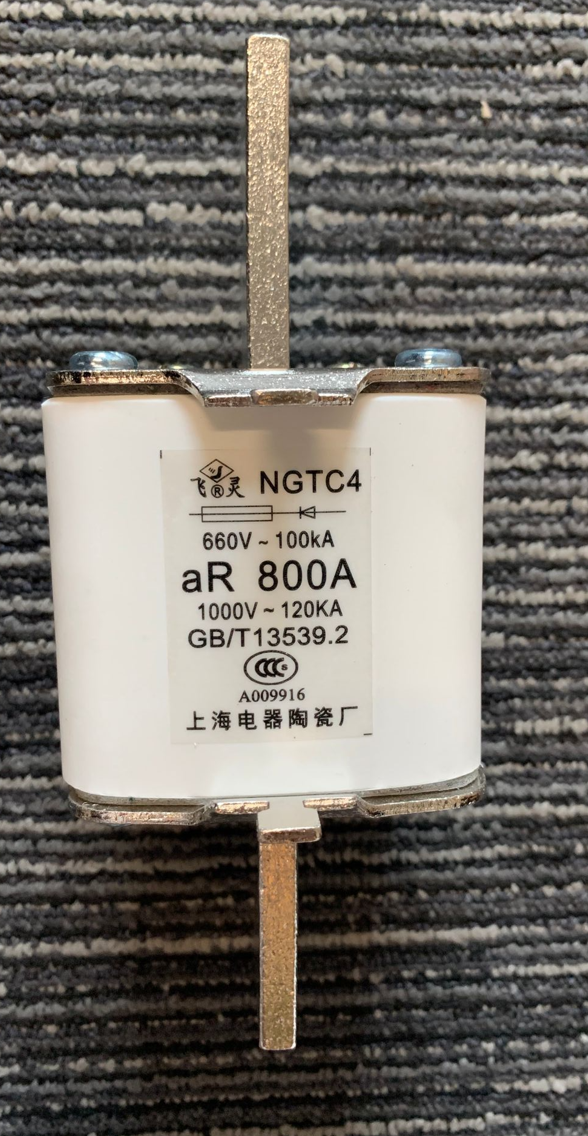 飞®灵 NGTC4
660V ~ 100kA
aR 800A
1000V ~ 120KA
GB/T13539.2
CCC S
A009916
上海电器陶瓷厂